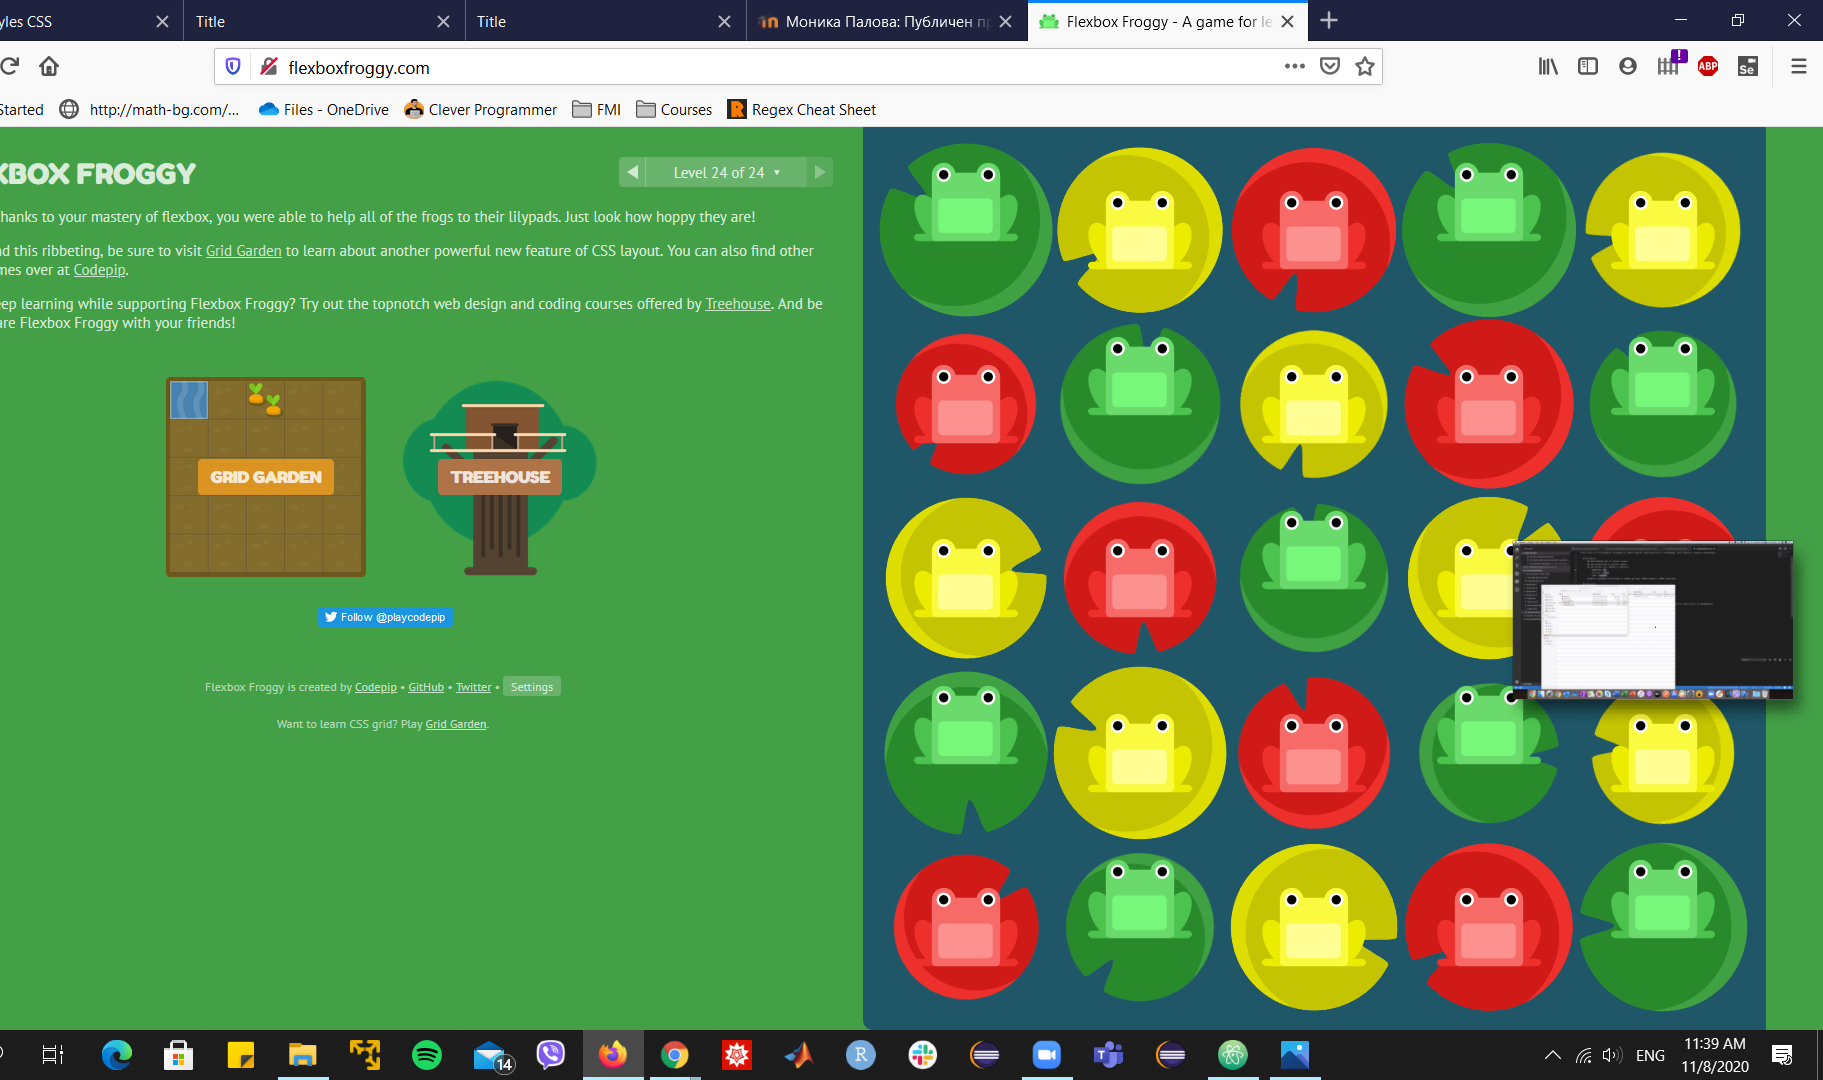 yles CSS
Title
Title
Моника Палова: Публичен п
Flexbox Froggy - A game for le
flexboxfroggy.com
!
ABP
Se
Started
http://math-bg.com/...
Files - OneDrive
Clever Programmer
FMI
Courses
Regex Cheat Sheet
XBOX FROGGY
Level 24 of 24
hanks to your mastery of flexbox, you were able to help all of the frogs to their lilypads. Just look how hoppy they are!
d this ribbeting, be sure to visit Grid Garden to learn about another powerful new feature of CSS layout. You can also find other
mes over at Codepip.
eep learning while supporting Flexbox Froggy? Try out the topnotch web design and coding courses offered by Treehouse. And be
are Flexbox Froggy with your friends!
GRID GARDEN
TREEHOUSE
Follow @playcodepip
Flexbox Froggy is created by Codepip • GitHub • Twitter • Settings
Want to learn CSS grid? Play Grid Garden.
14
R
ENG
11:39 AM
11/8/2020